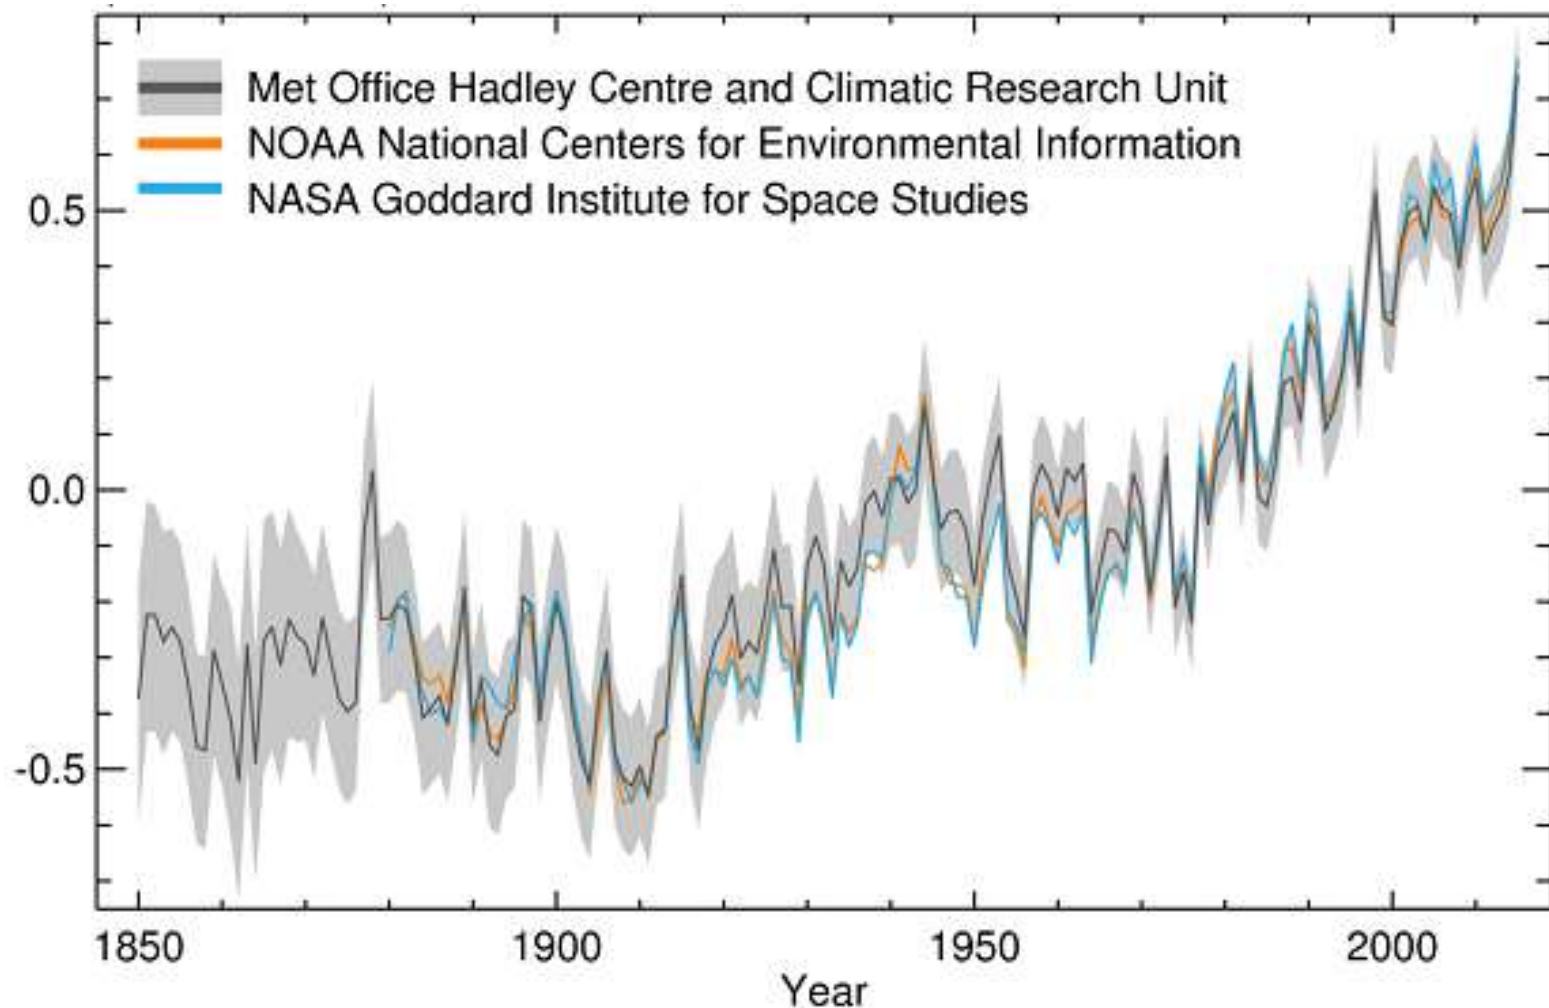 Met Office Hadley Centre and Climatic Research Unit
NOAA National Centers for Environmental Information
NASA Goddard Institute for Space Studies
0.5
0.0
-0.5
1850 1900 1950 2000
Year